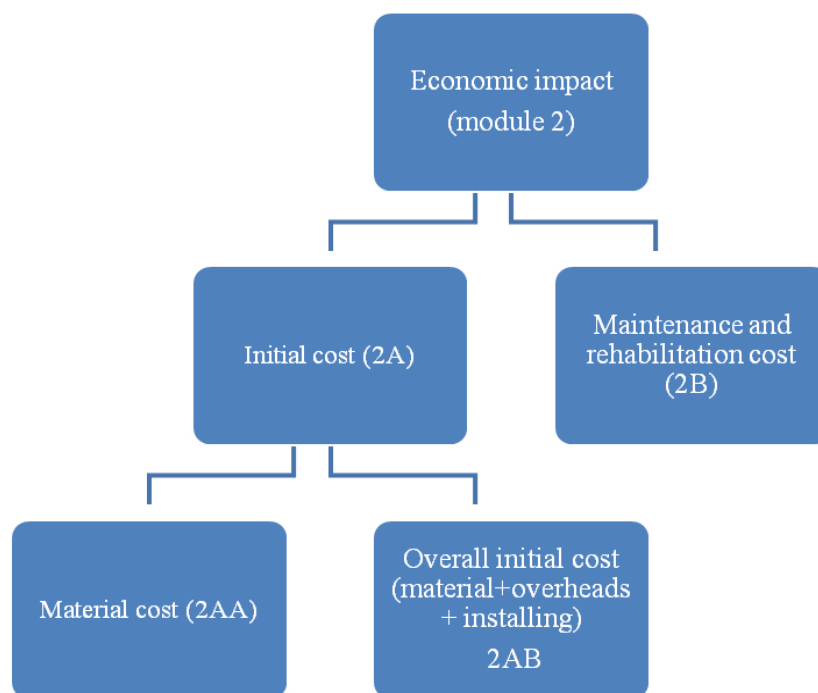 Economic impact
(module 2)
Initial cost (2A)
Maintenance and
rehabilitation cost
(2B)
Material cost (2AA)
Overall initial cost
(material+overheads
+ installing)
2AB